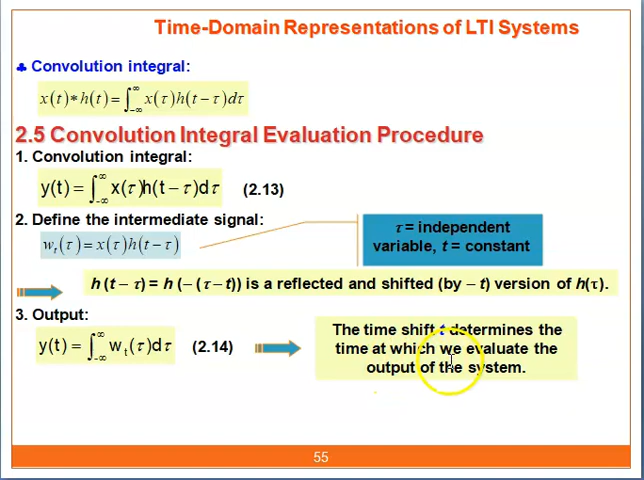 Time-Domain Representations of LTI Systems
♣ Convolution integral:
x(t)∗h(t)=∫_{-∞}^{∞} x(τ)h(t−τ)dτ
2.5 Convolution Integral Evaluation Procedure
1. Convolution integral:
y(t)=∫_{-∞}^{∞} x(τ)h(t−τ)dτ (2.13)
2. Define the intermediate signal:
w_t(τ)=x(τ)h(t−τ)
τ = independent
variable, t = constant
h (t − τ) = h (− (τ − t)) is a reflected and shifted (by − t) version of h(τ).
3. Output:
y(t)=∫_{-∞}^{∞} w_t(τ)dτ (2.14)
The time shift t determines the
time at which we evaluate the
output of the system.
55